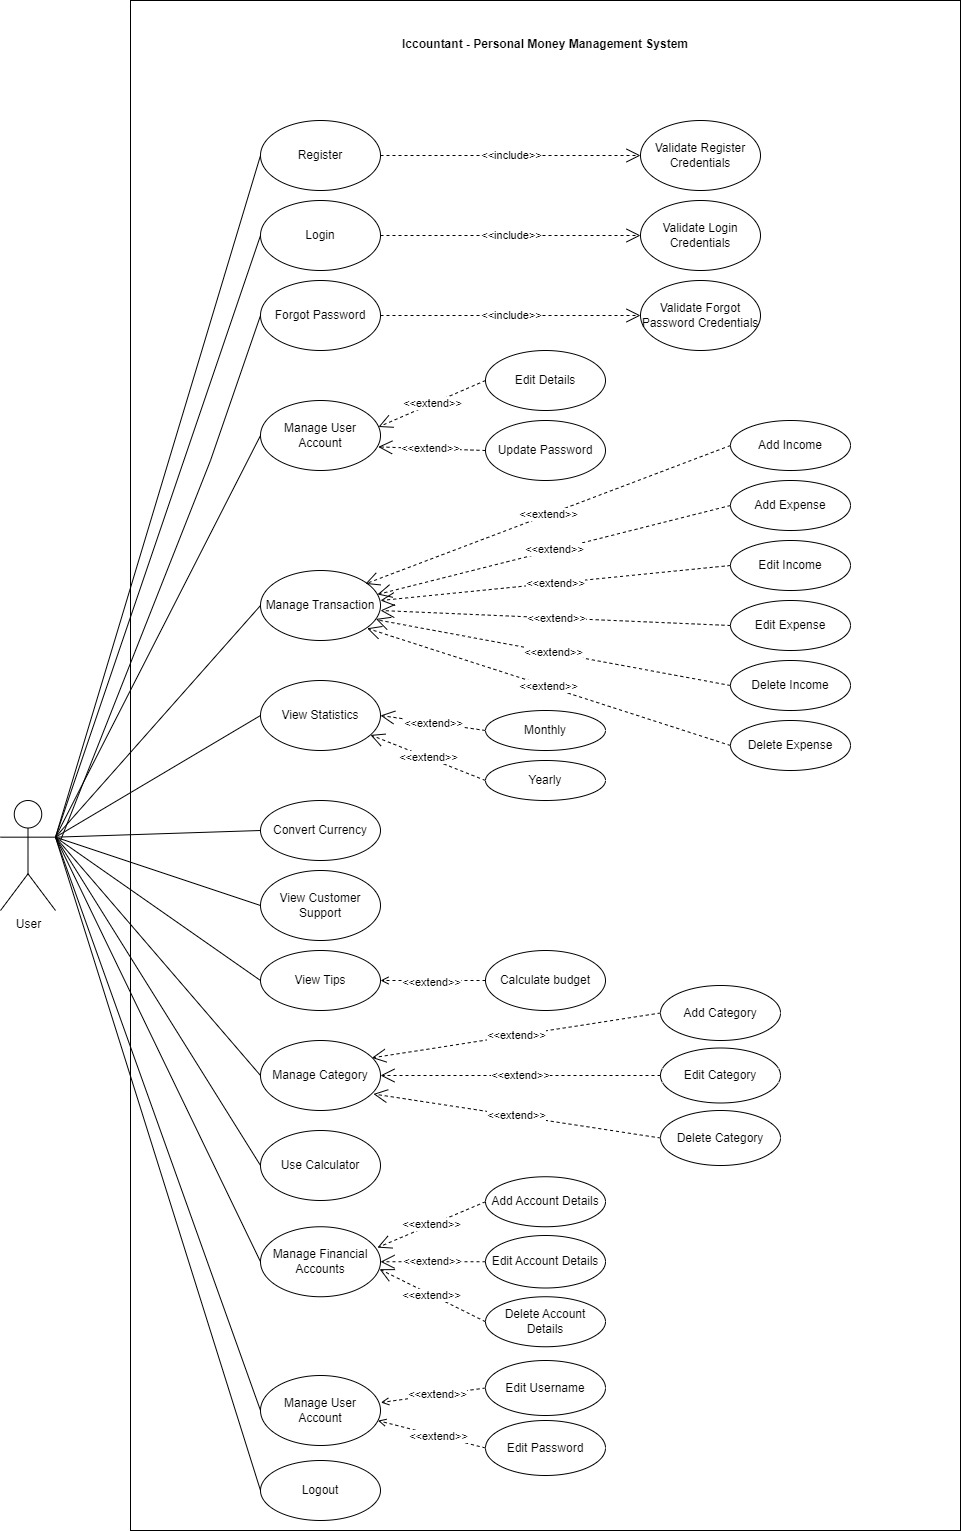 Iccountant - Personal Money Management System
Register
<<include>>
Validate Register
Credentials
Login
<<include>>
Validate Login
Credentials
Forgot Password
<<include>>
Validate Forgot
Password Credentials
Manage User
Account
<<extend>>
Edit Details
<<extend>>
Update Password
Manage Transaction
<<extend>>
Add Income
<<extend>>
Add Expense
<<extend>>
Edit Income
<<extend>>
Edit Expense
<<extend>>
Delete Income
<<extend>>
Delete Expense
View Statistics
<<extend>>
Monthly
<<extend>>
Yearly
User
Convert Currency
View Customer
Support
View Tips
<<extend>>
Calculate budget
Manage Category
<<extend>>
Add Category
<<extend>>
Edit Category
<<extend>>
Delete Category
Use Calculator
Manage Financial
Accounts
<<extend>>
Add Account Details
<<extend>>
Edit Account Details
<<extend>>
Delete Account
Details
Manage User
Account
<<extend>>
Edit Username
<<extend>>
Edit Password
Logout